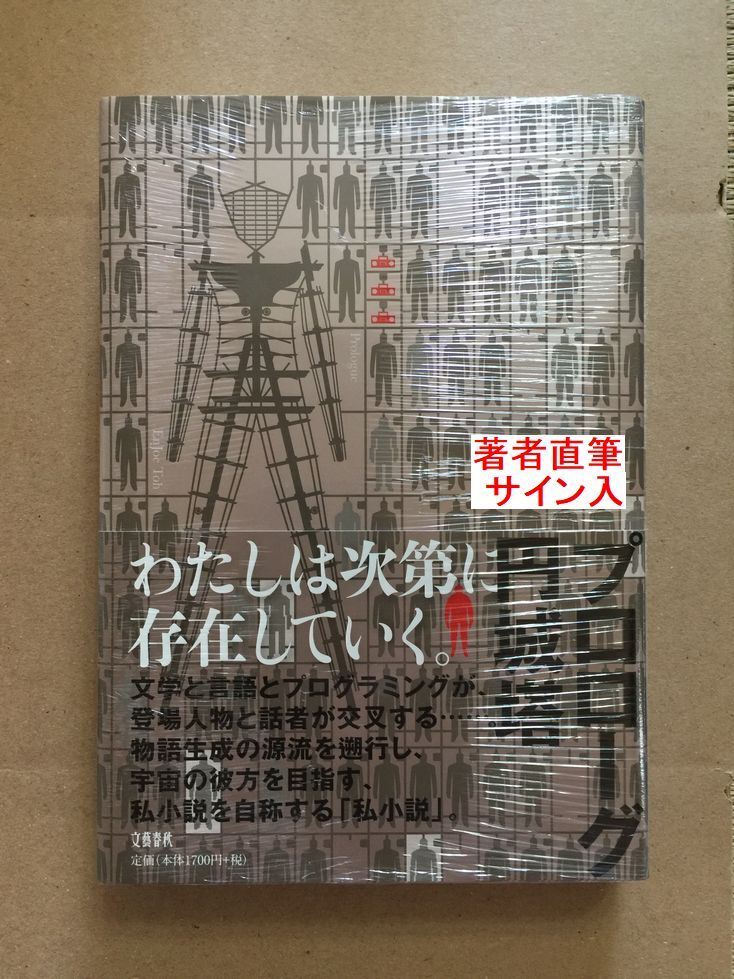 Prologue
EnJoe Toh
著者直筆
サイン入
プロローグ
円城塔
わたしは次第に
存在していく。
文学と言語とプログラミングが、
登場人物と話者が交叉する……。
物語生成の源流を遡行し、
宇宙の彼方を目指す、
私小説を自称する「私小説」。
文藝春秋
定価(本体1700円+税)